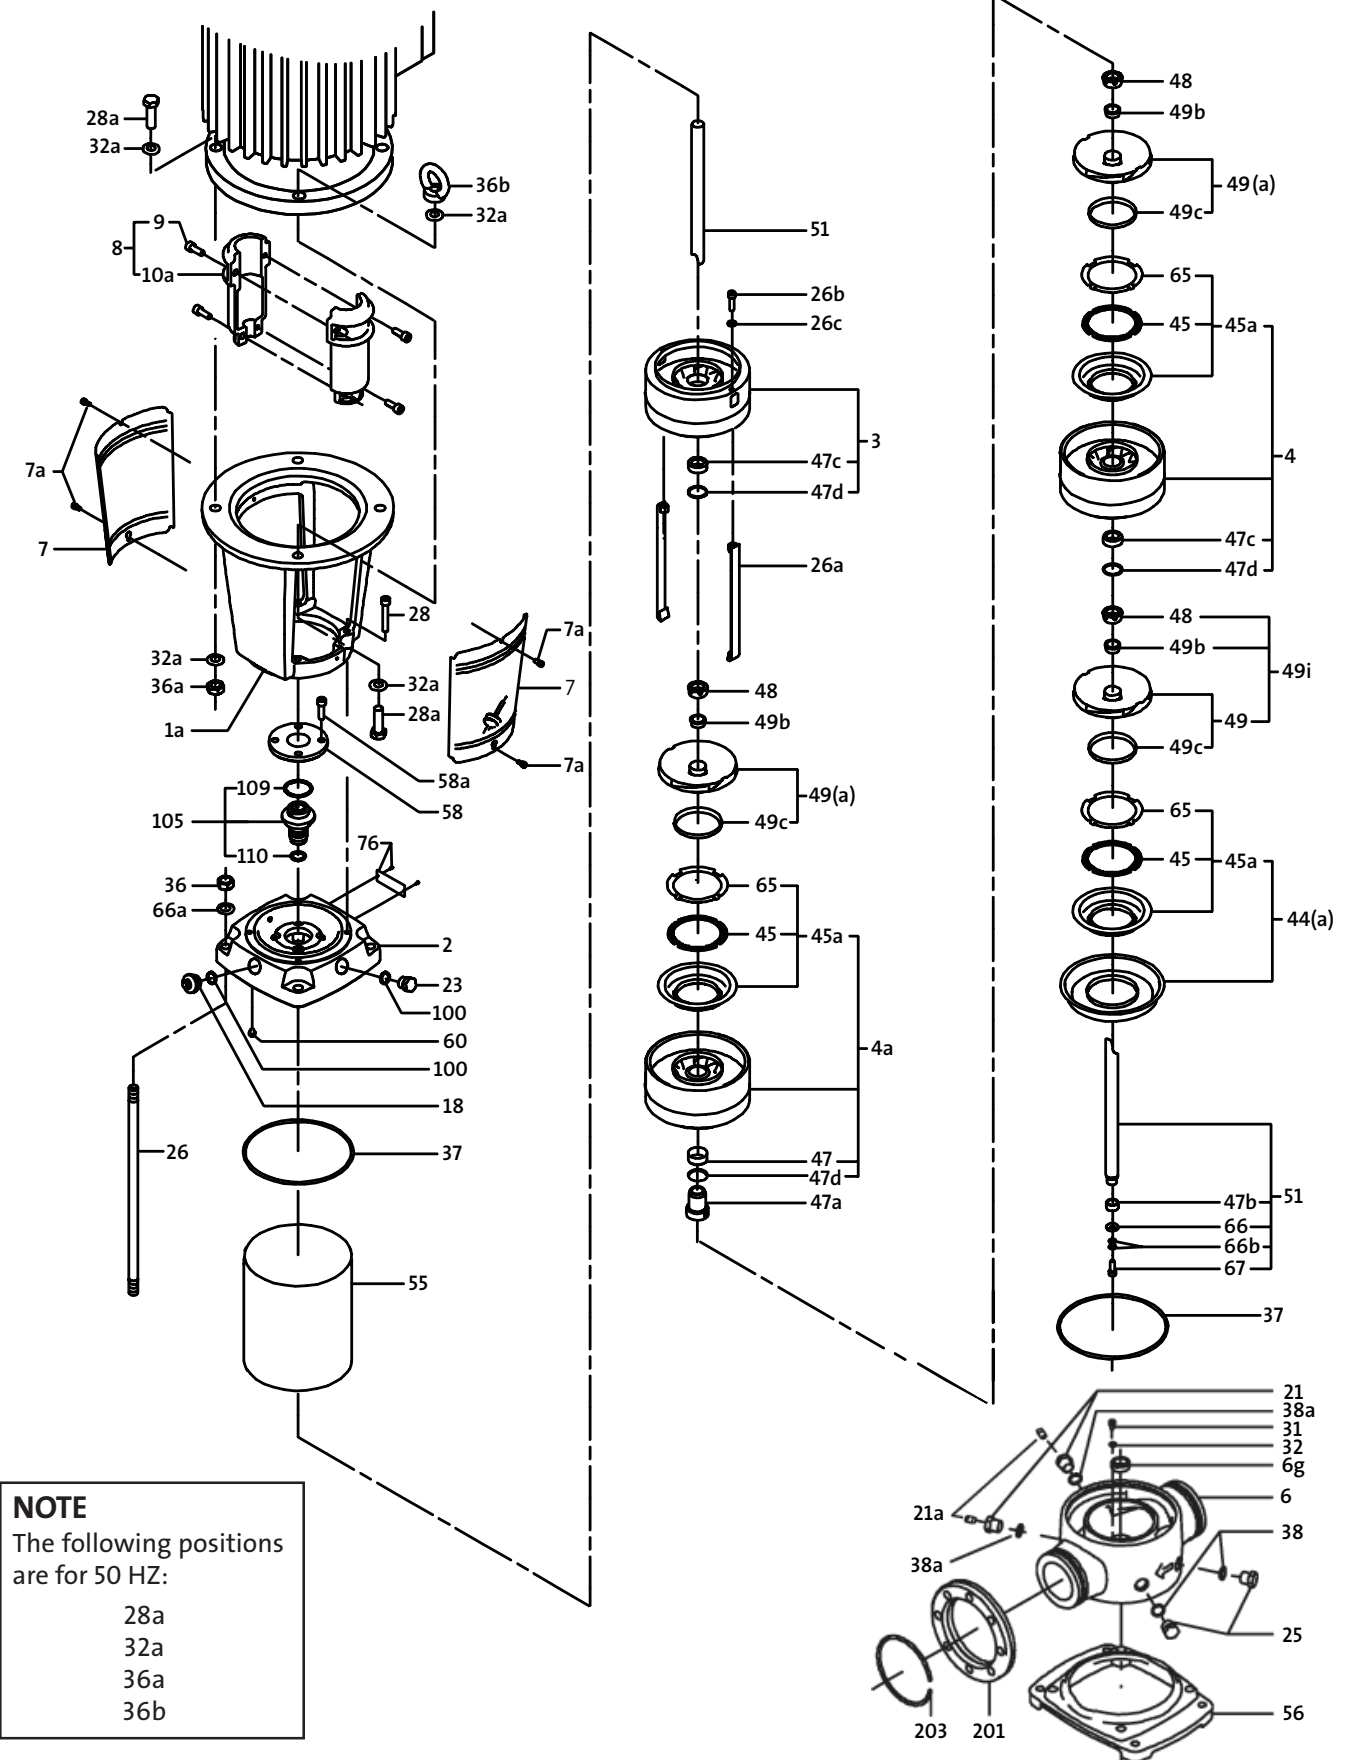 28a
32a
36b
32a
9
8
10a
7a
7
28
7a
32a
36a
32a
7
28a
1a
7a
58a
109
58
105
110
76
36
66a
2
23
100
60
100
18
26
37
55
51
26b
26c
3
47c
47d
26a
48
49b
49(a)
49c
65
45
45a
4a
47
47d
47a
48
49b
49(a)
49c
65
45
45a
4
47c
47d
48
49b
49i
49
49c
65
45
45a
44(a)
47b
51
66
66b
67
37
21
38a
31
32
6g
6
21a
38
38a
25
56
203
201
NOTE
The following positions
are for 50 HZ:
28a
32a
36a
36b